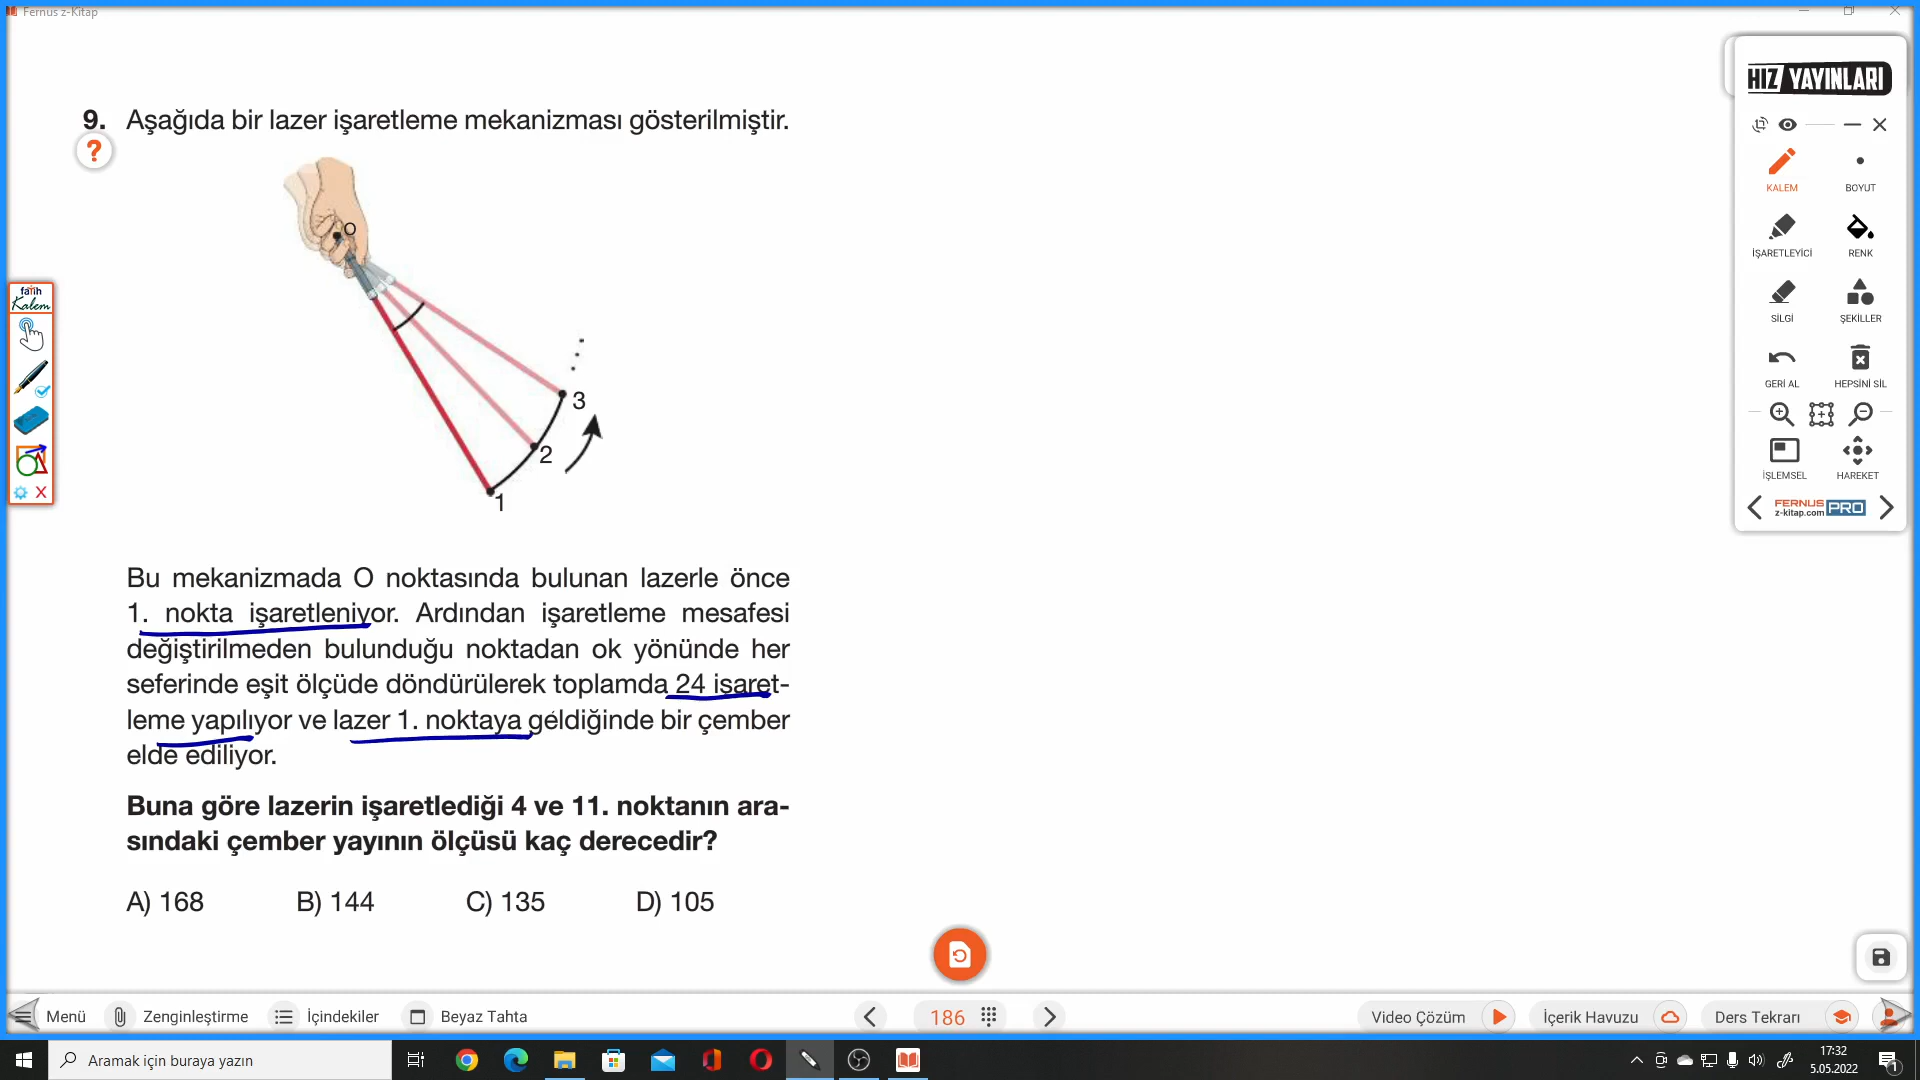 Fernus z-Kitap
9. Aşağıda bir lazer işaretleme mekanizması gösterilmiştir.
?
O
3
2
1
Bu mekanizmada O noktasında bulunan lazerle önce
1. nokta işaretleniyor. Ardından işaretleme mesafesi
değiştirilmeden bulunduğu noktadan ok yönünde her
seferinde eşit ölçüde döndürülerek toplamda 24 işaret-
leme yapılıyor ve lazer 1. noktaya geldiğinde bir çember
elde ediliyor.
Buna göre lazerin işaretlediği 4 ve 11. noktanın ara-
sındaki çember yayının ölçüsü kaç derecedir?
A) 168 B) 144 C) 135 D) 105
fatih
Kalem
HIZ YAYINLARI
KALEM BOYUT
İŞARETLEYİCİ RENK
SİLGİ ŞEKİLLER
GERİ AL HEPSİNİ SİL
İŞLEMSEL HAREKET
FERNUS
z-kitap.com PRO
Menü Zenginleştirme İçindekiler Beyaz Tahta 186 Video Çözüm İçerik Havuzu Ders Tekrarı
Aramak için buraya yazın
17:32
5.05.2022
1